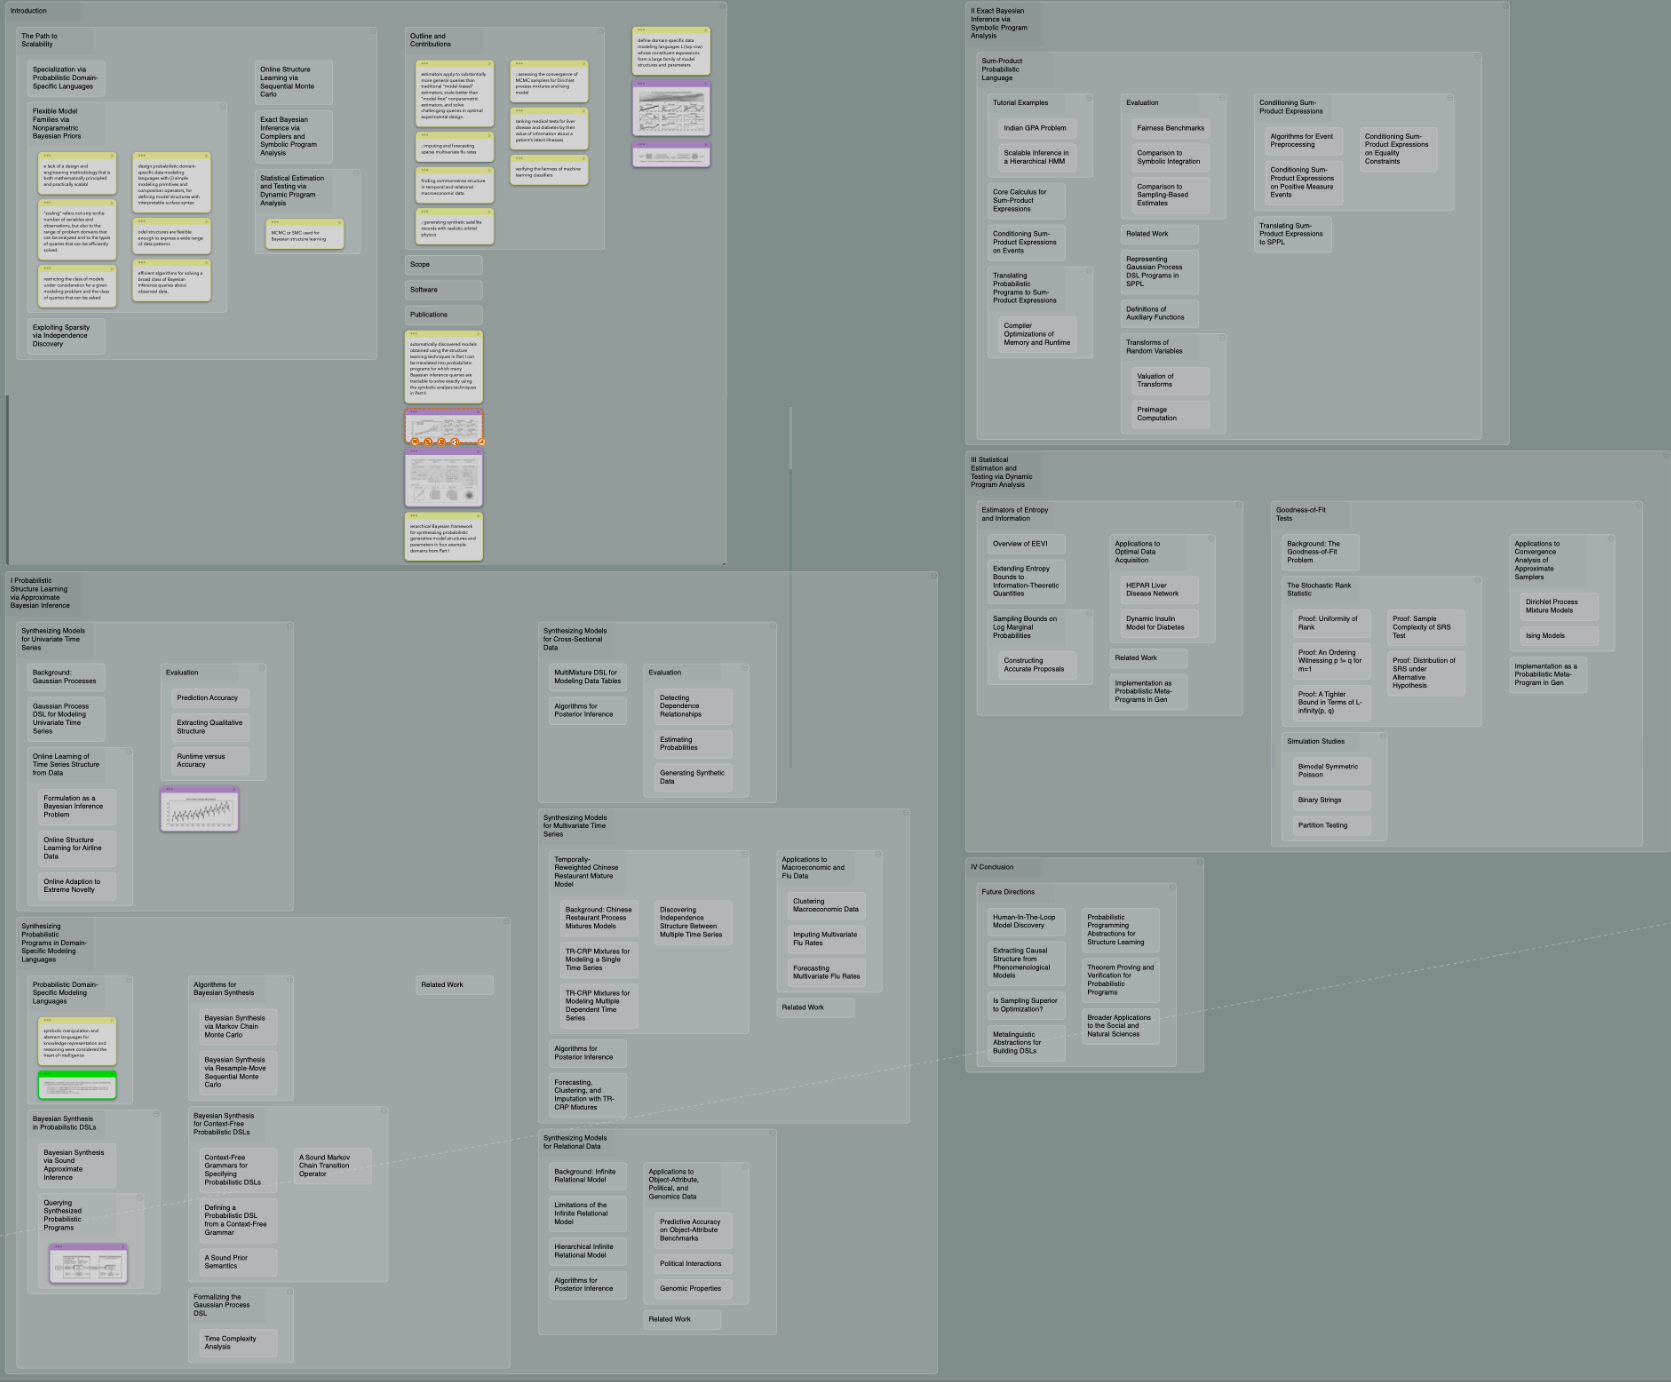 Introduction
The Path to
Scalability
Specialization via
Probabilistic Domain-
Specific Languages
Flexible Model
Families via
Nonparametric
Bayesian Priors
a lack of a design and
engineering methodology that is
both mathematically principled
and practically scalabl
"scaling" refers not only to the
number of variables and
observations, but also to the
range of problem domains that
can be analyzed and to the types
of queries that can be efficiently
solved.
restricting the class of models
under consideration for a given
modeling problem and the class
of queries that can be asked
design probabilistic domain-
specific data modeling
languages with (i) simple
modeling primitives and
composition operators, for
defining model structures with
interpretable surface syntax
odel structures are flexible
enough to express a wide range
of data patterns
efficient algorithms for solving a
broad class of Bayesian
inference queries about
observed data,
Exploiting Sparsity
via Independence
Discovery
Online Structure
Learning via
Sequential Monte
Carlo
Exact Bayesian
Inference via
Compilers and
Symbolic Program
Analysis
Statistical Estimation
and Testing via
Dynamic Program
Analysis
MCMC or SMC used for
Bayesian structure learning
Outline and
Contributions
estimators apply to substantially
more general queries than
traditional "model-based"
estimators, scale better than
"model-free" nonparametric
estimators, and solve
challenging queries in optimal
experimental design.
; imputing and forecasting
sparse multivariate flu rates
finding commonsense structure
in temporal and relational
macroeconomic data.
; generating synthetic satellite
records with realistic orbital
physics
; assessing the convergence of
MCMC samplers for Dirichlet
process mixtures and Ising
model
ranking medical tests for liver
disease and diabetes by their
value of information about a
patient's latent illnesses
verifying the fairness of machine
learning classifiers
Scope
Software
Publications
automatically discovered models
obtained using the structure
learning techniques in Part I can
be translated into probabilistic
programs for which many
Bayesian inference queries are
tractable to solve exactly using
the symbolic analysis techniques
in Part II
ierarchical Bayesian framework
for synthesizing probabilistic
generative model structures and
parameters in four example
domains from Part I
define domain-specific data
modeling languages L (top row)
whose constituent expressions
form a large family of model
structures and parameters
I Probabilistic
Structure Learning
via Approximate
Bayesian Inference
Synthesizing Models
for Univariate Time
Series
Background:
Gaussian Processes
Gaussian Process
DSL for Modeling
Univariate Time
Series
Online Learning of
Time Series Structure
from Data
Formulation as a
Bayesian Inference
Problem
Online Structure
Learning for Airline
Data
Online Adaption to
Extreme Novelty
Evaluation
Prediction Accuracy
Extracting Qualitative
Structure
Runtime versus
Accuracy
Synthesizing
Probabilistic
Programs in Domain-
Specific Modeling
Languages
Probabilistic Domain-
Specific Modeling
Languages
symbolic manipulation and
abstract languages for
knowledge representation and
reasoning were considered the
heart of intelligence
Bayesian Synthesis
in Probabilistic DSLs
Bayesian Synthesis
via Sound
Approximate
Inference
Querying
Synthesized
Probabilistic
Programs
Algorithms for
Bayesian Synthesis
Bayesian Synthesis
via Markov Chain
Monte Carlo
Bayesian Synthesis
via Resample-Move
Sequential Monte
Carlo
Bayesian Synthesis
for Context-Free
Probabilistic DSLs
Context-Free
Grammars for
Specifying
Probabilistic DSLs
Defining a
Probabilistic DSL
from a Context-Free
Grammar
A Sound Prior
Semantics
A Sound Markov
Chain Transition
Operator
Formalizing the
Gaussian Process
DSL
Time Complexity
Analysis
Related Work
Synthesizing Models
for Cross-Sectional
Data
MultiMixture DSL for
Modeling Data Tables
Algorithms for
Posterior Inference
Evaluation
Detecting
Dependence
Relationships
Estimating
Probabilities
Generating Synthetic
Data
Synthesizing Models
for Multivariate Time
Series
Temporally-
Reweighted Chinese
Restaurant Mixture
Model
Background: Chinese
Restaurant Process
Mixtures Models
TR-CRP Mixtures for
Modeling a Single
Time Series
TR-CRP Mixtures for
Modeling Multiple
Dependent Time
Series
Discovering
Independence
Structure Between
Multiple Time Series
Algorithms for
Posterior Inference
Forecasting,
Clustering, and
Imputation with TR-
CRP Mixtures
Applications to
Macroeconomic and
Flu Data
Clustering
Macroeconomic Data
Imputing Multivariate
Flu Rates
Forecasting
Multivariate Flu Rates
Related Work
Synthesizing Models
for Relational Data
Background: Infinite
Relational Model
Limitations of the
Infinite Relational
Model
Hierarchical Infinite
Relational Model
Algorithms for
Posterior Inference
Applications to
Object-Attribute,
Political, and
Genomics Data
Predictive Accuracy
on Object-Attribute
Benchmarks
Political Interactions
Genomic Properties
Related Work
II Exact Bayesian
Inference via
Symbolic Program
Analysis
Sum-Product
Probabilistic
Language
Tutorial Examples
Indian GPA Problem
Scalable Inference in
a Hierarchical HMM
Core Calculus for
Sum-Product
Expressions
Conditioning Sum-
Product Expressions
on Events
Translating
Probabilistic
Programs to Sum-
Product Expressions
Compiler
Optimizations of
Memory and Runtime
Evaluation
Fairness Benchmarks
Comparison to
Symbolic Integration
Comparison to
Sampling-Based
Estimates
Related Work
Representing
Gaussian Process
DSL Programs in
SPPL
Definitions of
Auxiliary Functions
Transforms of
Random Variables
Valuation of
Transforms
Preimage
Computation
Conditioning Sum-
Product Expressions
Algorithms for Event
Preprocessing
Conditioning Sum-
Product Expressions
on Positive Measure
Events
Conditioning Sum-
Product Expressions
on Equality
Constraints
Translating Sum-
Product Expressions
to SPPL
III Statistical
Estimation and
Testing via Dynamic
Program Analysis
Estimators of Entropy
and Information
Overview of EEVI
Extending Entropy
Bounds to
Information-Theoretic
Quantities
Sampling Bounds on
Log Marginal
Probabilities
Constructing
Accurate Proposals
Applications to
Optimal Data
Acquisition
HEPAR Liver
Disease Network
Dynamic Insulin
Model for Diabetes
Related Work
Implementation as
Probabilistic Meta-
Programs in Gen
Goodness-of-Fit
Tests
Background: The
Goodness-of-Fit
Problem
The Stochastic Rank
Statistic
Proof: Uniformity of
Rank
Proof: An Ordering
Witnessing p != q for
m=1
Proof: A Tighter
Bound in Terms of L-
infinity(p, q)
Proof: Sample
Complexity of SRS
Test
Proof: Distribution of
SRS under
Alternative
Hypothesis
Simulation Studies
Bimodal Symmetric
Poisson
Binary Strings
Partition Testing
Applications to
Convergence
Analysis of
Approximate
Samplers
Dirichlet Process
Mixture Models
Ising Models
Implementation as a
Probabilistic Meta-
Program in Gen
IV Conclusion
Future Directions
Human-In-The-Loop
Model Discovery
Extracting Causal
Structure from
Phenomenological
Models
Is Sampling Superior
to Optimization?
Metalinguistic
Abstractions for
Building DSLs
Probabilistic
Programming
Abstractions for
Structure Learning
Theorem Proving and
Verification for
Probabilistic
Programs
Broader Applications
to the Social and
Natural Sciences